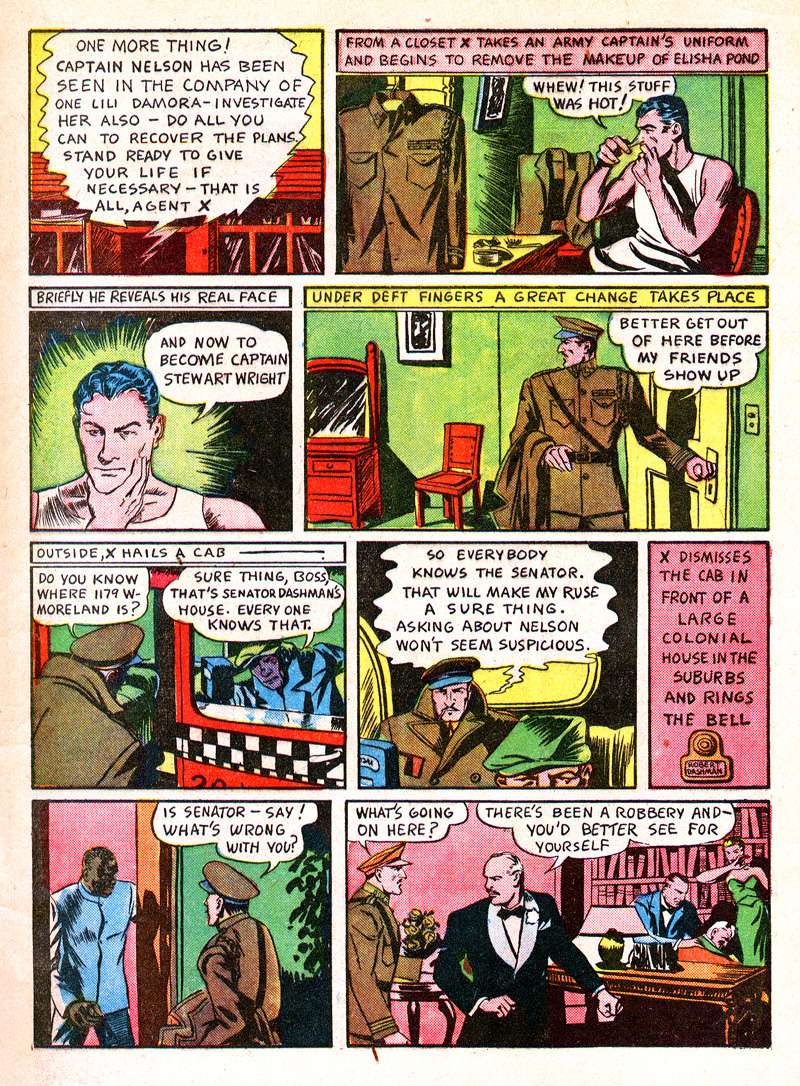 ONE MORE THING!
CAPTAIN NELSON HAS BEEN
SEEN IN THE COMPANY OF
ONE LILI DAMORA-INVESTIGATE
HER ALSO - DO ALL YOU
CAN TO RECOVER THE PLANS.
STAND READY TO GIVE
YOUR LIFE IF
NECESSARY - THAT IS
ALL, AGENT X
FROM A CLOSET X TAKES AN ARMY CAPTAIN'S UNIFORM
AND BEGINS TO REMOVE THE MAKEUP OF ELISHA POND
WHEW! THIS STUFF
WAS HOT!
BRIEFLY HE REVEALS HIS REAL FACE
AND NOW TO
BECOME CAPTAIN
STEWART WRIGHT
UNDER DEFT FINGERS A GREAT CHANGE TAKES PLACE
BETTER GET OUT
OF HERE BEFORE
MY FRIENDS
SHOW UP
OUTSIDE, X HAILS A CAB
DO YOU KNOW
WHERE 1179 W-
MORELAND IS?
SURE THING, BOSS,
THAT'S SENATOR DASHMAN'S
HOUSE. EVERY ONE
KNOWS THAT.
SO EVERYBODY
KNOWS THE SENATOR.
THAT WILL MAKE MY RUSE
A SURE THING.
ASKING ABOUT NELSON
WON'T SEEM SUSPICIOUS.
X DISMISSES
THE CAB IN
FRONT OF A
LARGE
COLONIAL
HOUSE IN THE
SUBURBS
AND RINGS
THE BELL
ROBERT
DASHMAN
IS SENATOR - SAY!
WHAT'S WRONG
WITH YOU?
WHAT'S GOING
ON HERE?
THERE'S BEEN A ROBBERY AND-
YOU'D BETTER SEE FOR
YOURSELF